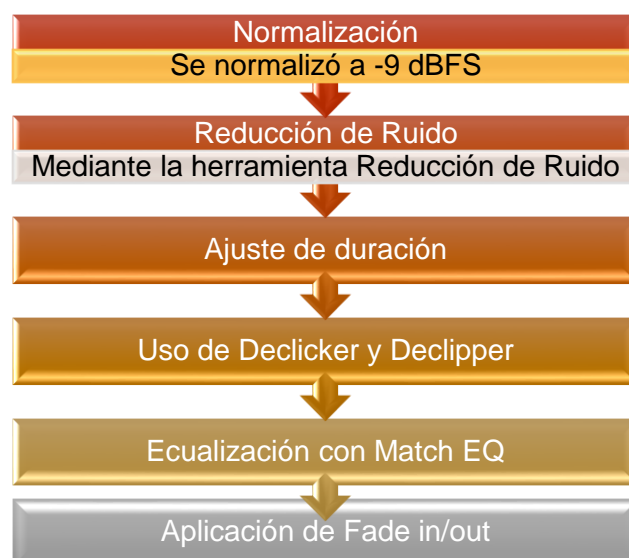 Normalización
Se normalizó a -9 dBFS
Reducción de Ruido
Mediante la herramienta Reducción de Ruido
Ajuste de duración
Uso de Declicker y Declipper
Ecualización con Match EQ
Aplicación de Fade in/out